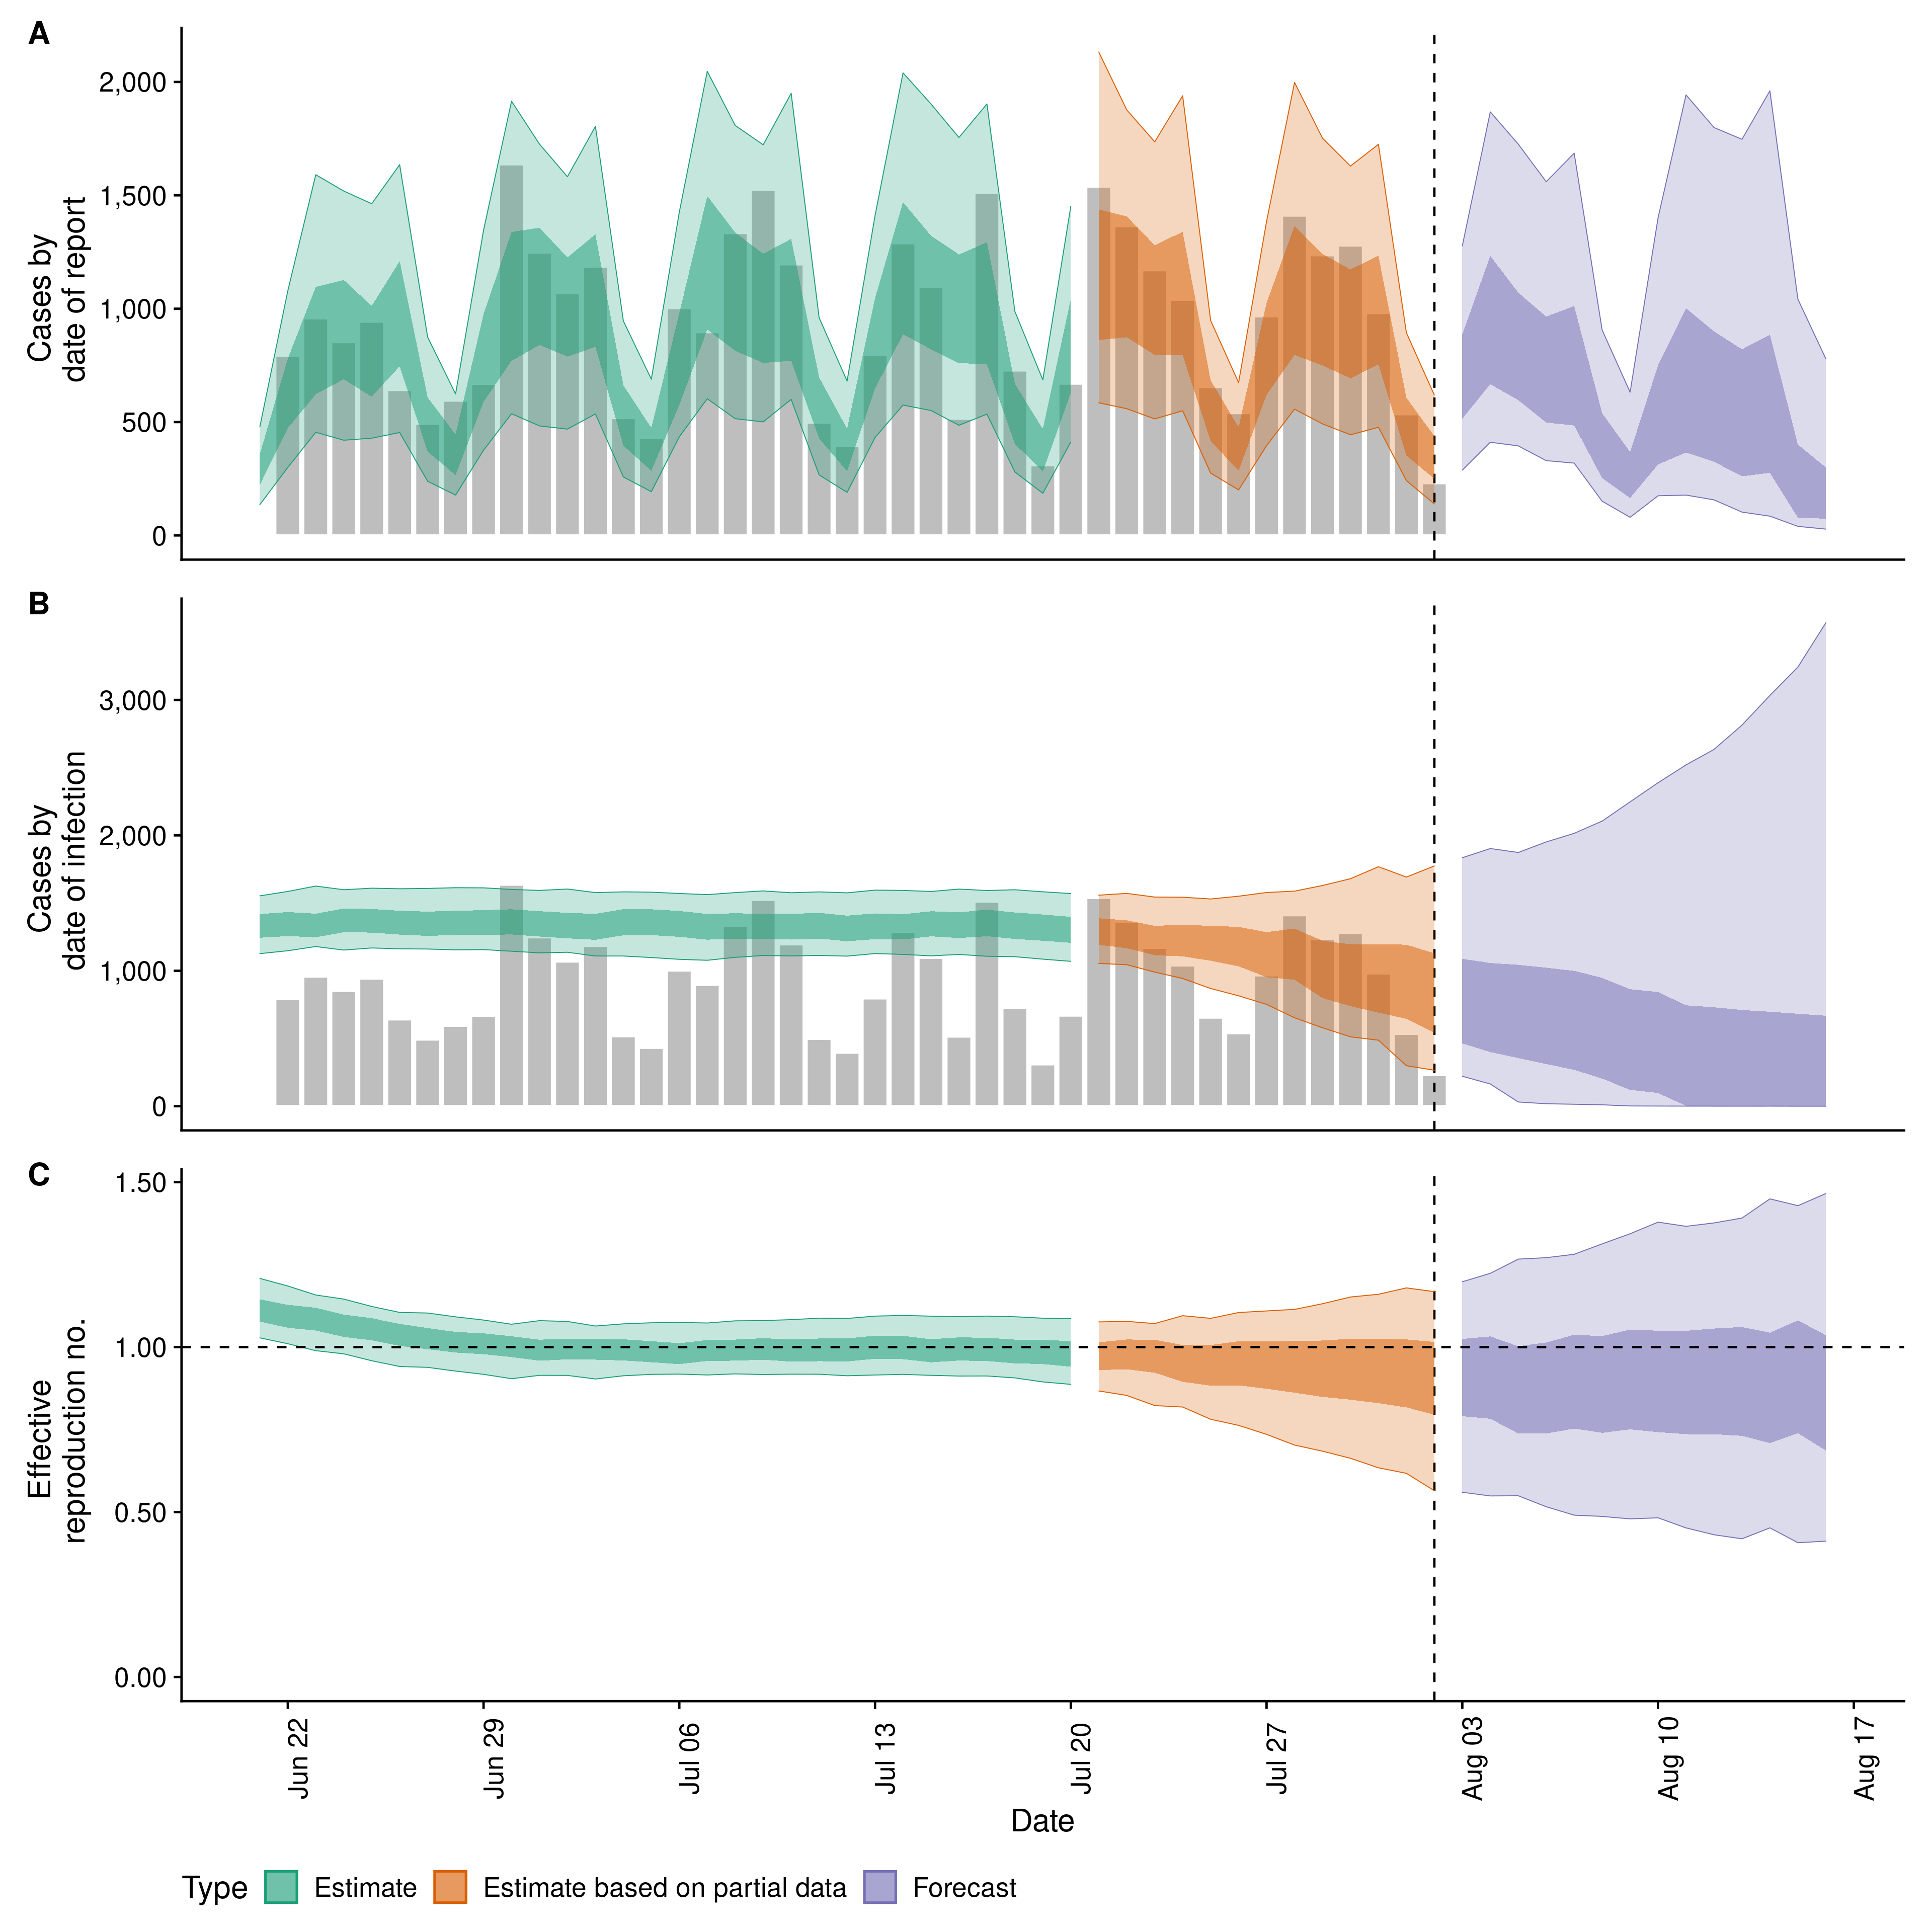 A
Cases by
date of report
2,000
1,500
1,000
500
0
B
Cases by
date of infection
3,000
2,000
1,000
0
C
Effective
reproduction no.
1.50
1.00
0.50
0.00
Jun 22
Jun 29
Jul 06
Jul 13
Jul 20
Jul 27
Aug 03
Aug 10
Aug 17
Date
Type Estimate Estimate based on partial data Forecast